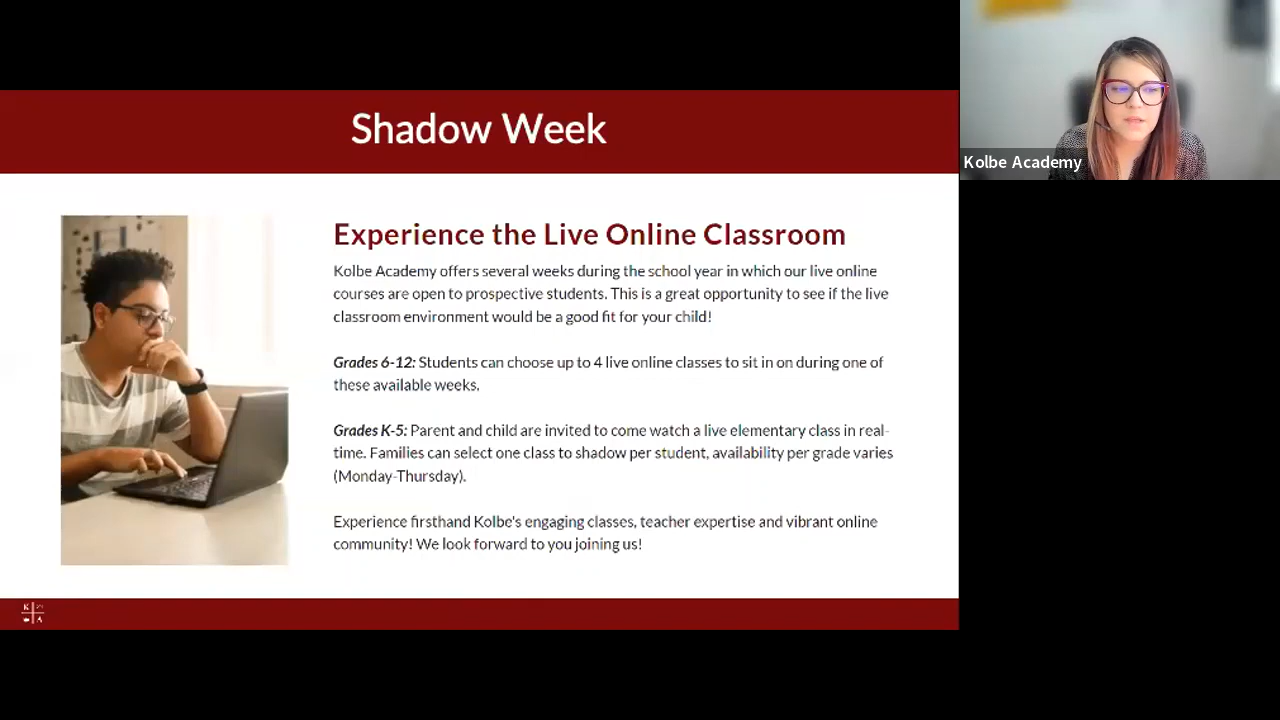 Shadow Week
Kolbe Academy
Experience the Live Online Classroom
Kolbe Academy offers several weeks during the school year in which our live online
courses are open to prospective students. This is a great opportunity to see if the live
classroom environment would be a good fit for your child!
Grades 6-12: Students can choose up to 4 live online classes to sit in on during one of
these available weeks.
Grades K-5: Parent and child are invited to come watch a live elementary class in real-
time. Families can select one class to shadow per student, availability per grade varies
(Monday-Thursday).
Experience firsthand Kolbe's engaging classes, teacher expertise and vibrant online
community! We look forward to you joining us!
K
A